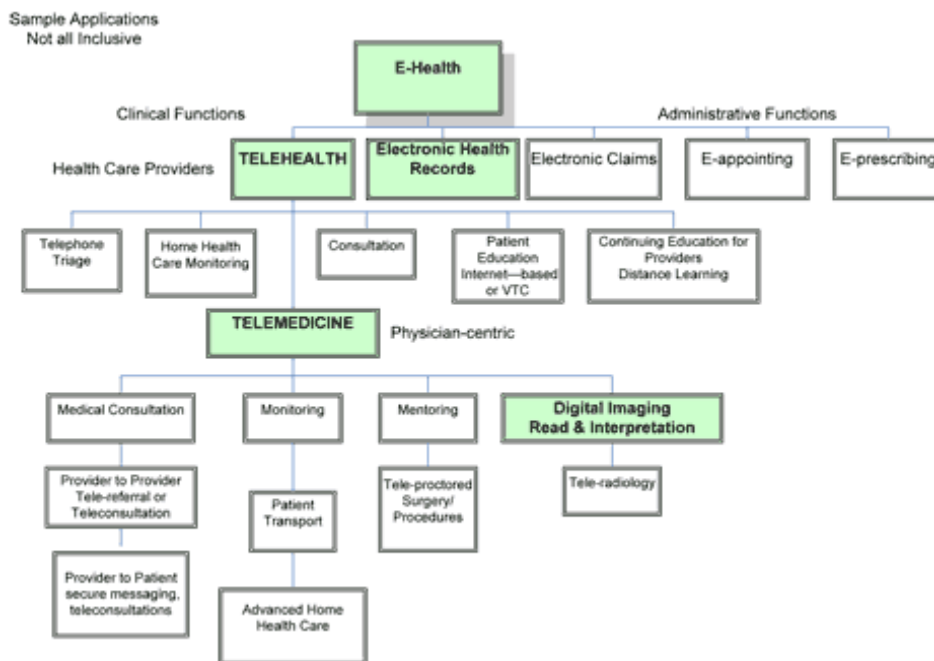 Sample Applications
Not all Inclusive
E-Health
Clinical Functions
Administrative Functions
Health Care Providers
TELEHEALTH
Electronic Health
Records
Electronic Claims
E-appointing
E-prescribing
Telephone
Triage
Home Health
Care Monitoring
Consultation
Patient
Education
Internet—based
or VTC
Continuing Education for
Providers
Distance Learning
TELEMEDICINE
Physician-centric
Medical Consultation
Monitoring
Mentoring
Digital Imaging
Read & Interpretation
Provider to Provider
Tele-referral or
Teleconsultation
Patient
Transport
Tele-proctored
Surgery/
Procedures
Tele-radiology
Provider to Patient
secure messaging,
teleconsultations
Advanced Home
Health Care